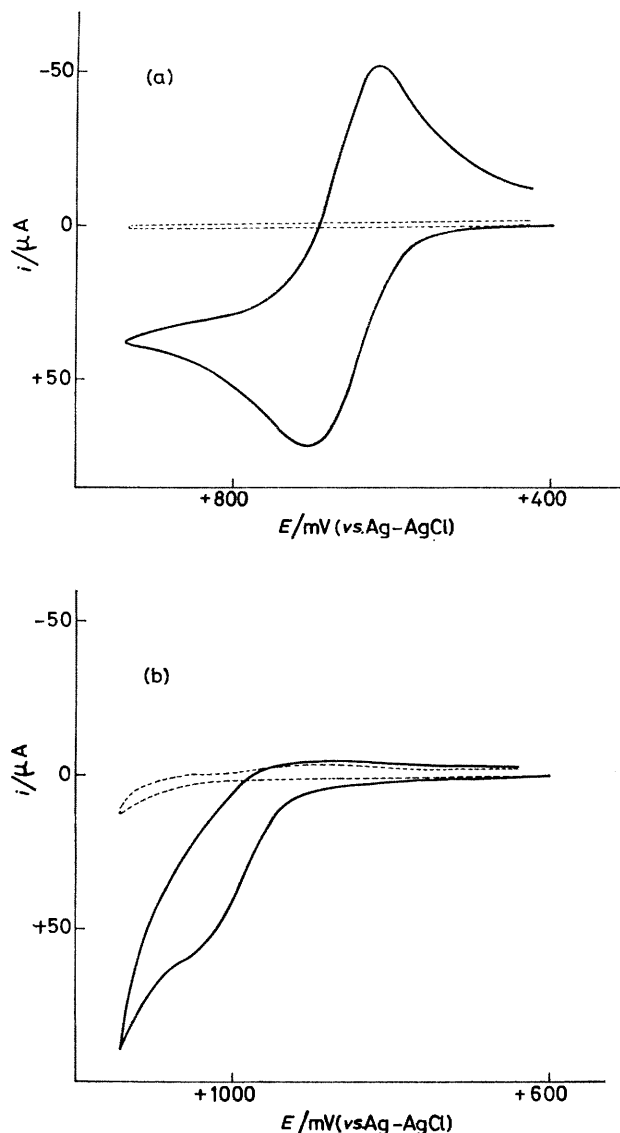 -50
(a)
0
i/μA
+50
+800
+400
E/mV (vs.Ag-AgCl)
-50
(b)
0
i/μA
+50
+1000
+600
E/mV (vs.Ag-AgCl)